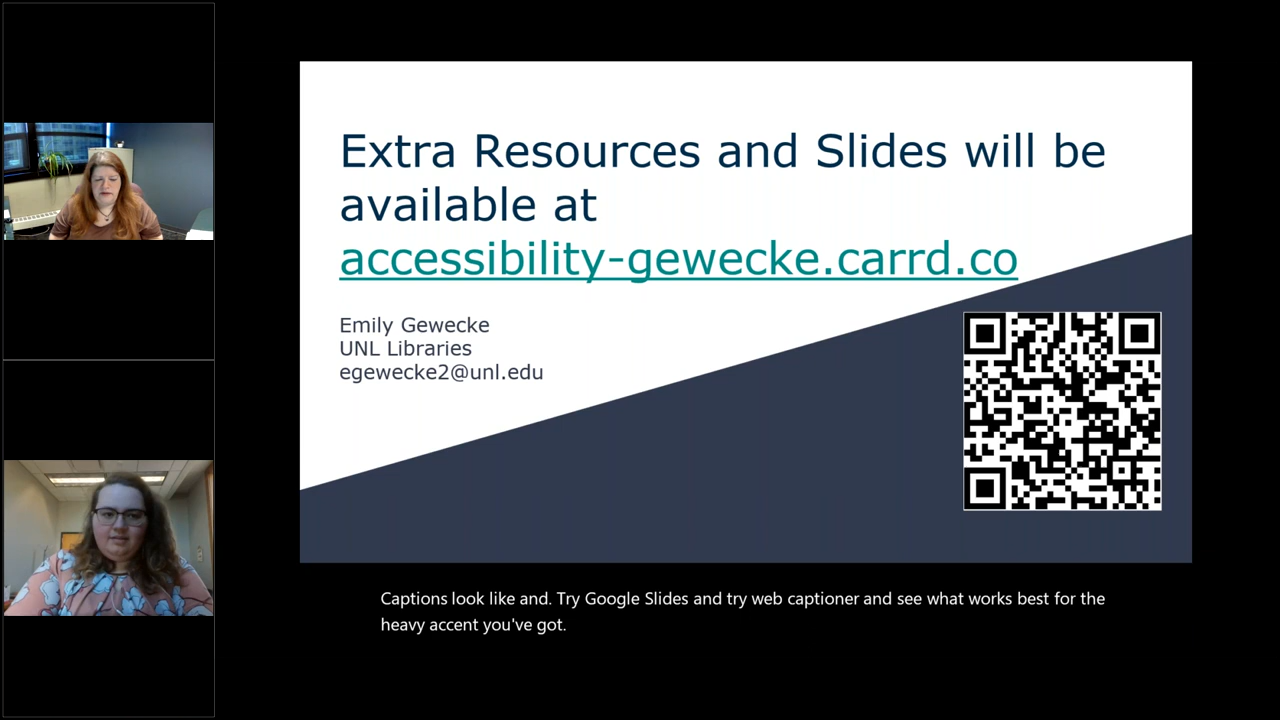 Extra Resources and Slides will be
available at
accessibility-gewecke.carrd.co
Emily Gewecke
UNL Libraries
egewecke2@unl.edu
Captions look like and. Try Google Slides and try web captioner and see what works best for the
heavy accent you've got.